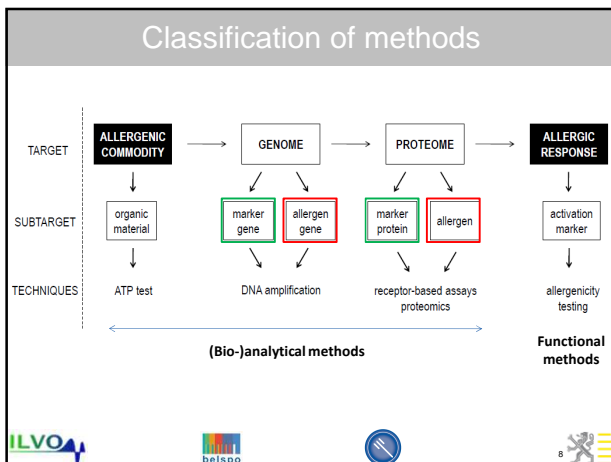 Classification of methods
TARGET
ALLERGENIC
COMMODITY
GENOME
PROTEOME
ALLERGIC
RESPONSE
SUBTARGET
organic
material
marker
gene
allergen
gene
marker
protein
allergen
activation
marker
TECHNIQUES
ATP test
DNA amplification
receptor-based assays
proteomics
allergenicity
testing
(Bio-)analytical methods
Functional
methods
ILVO
belspo
8